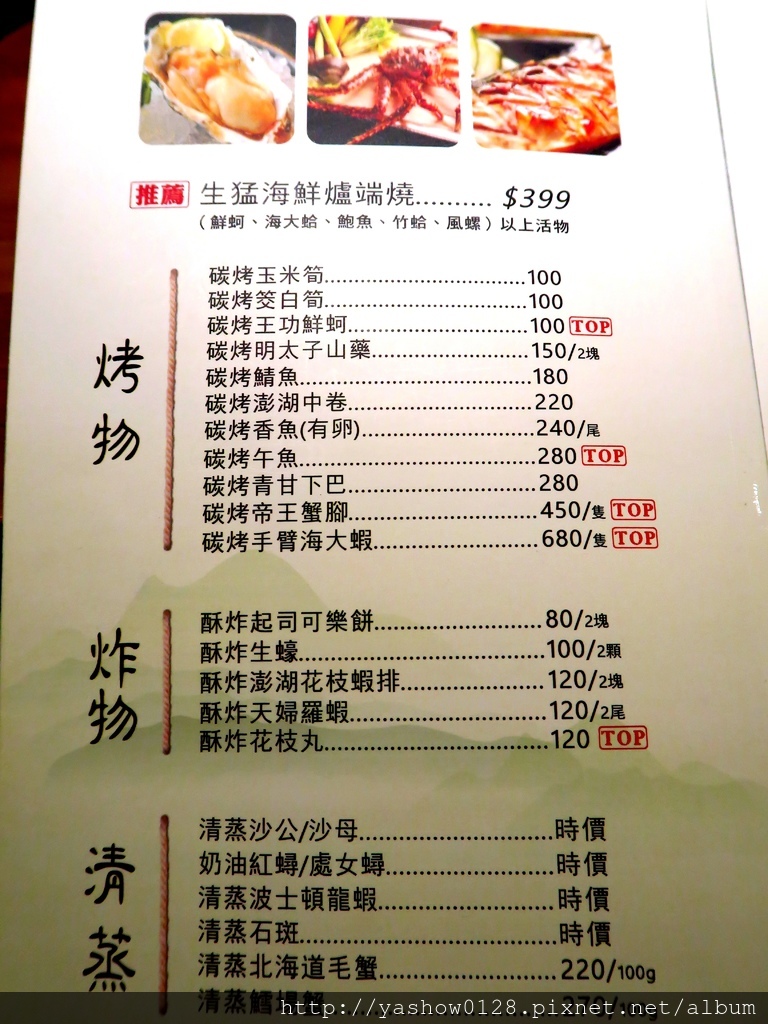 推薦 生猛海鮮爐端燒.......... $399
(鮮蚵、海大蛤、鮑魚、竹蛤、風螺)以上活物
烤物
碳烤玉米筍..............................100
碳烤筊白筍..............................100
碳烤王功鮮蚵...........................100 TOP
碳烤明太子山藥.......................150/2塊
碳烤鯖魚..................................180
碳烤澎湖中卷...........................220
碳烤香魚(有卵).........................240/尾
碳烤午魚..................................280 TOP
碳烤青甘下巴...........................280
碳烤帝王蟹腳...........................450/隻 TOP
碳烤手臂海大蝦.......................680/隻 TOP
炸物
酥炸起司可樂餅.......................80/2塊
酥炸生蠔..................................100/2顆
酥炸澎湖花枝蝦排....................120/2塊
酥炸天婦羅蝦...........................120/2尾
酥炸花枝丸..............................120 TOP
清蒸
清蒸沙公/沙母..........................時價
奶油紅蟳/處女蟳.......................時價
清蒸波士頓龍蝦.......................時價
清蒸石斑..................................時價
清蒸北海道毛蟹.......................220/100g
清蒸鱈場蟹..............................270/100g
http://yashow0128.pixnet.net/album